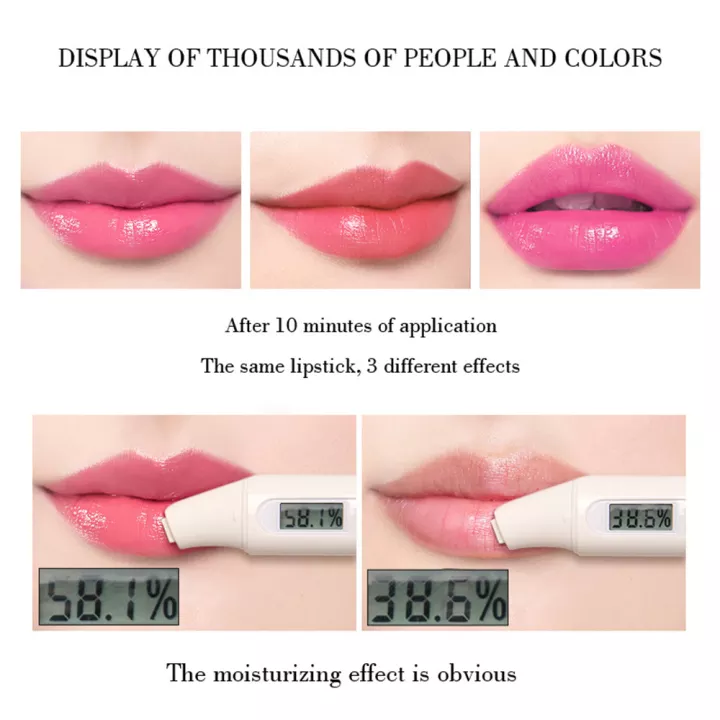 DISPLAY OF THOUSANDS OF PEOPLE AND COLORS
After 10 minutes of application
The same lipstick, 3 different effects
58.1% 38.6%
58.1% 38.6%
The moisturizing effect is obvious